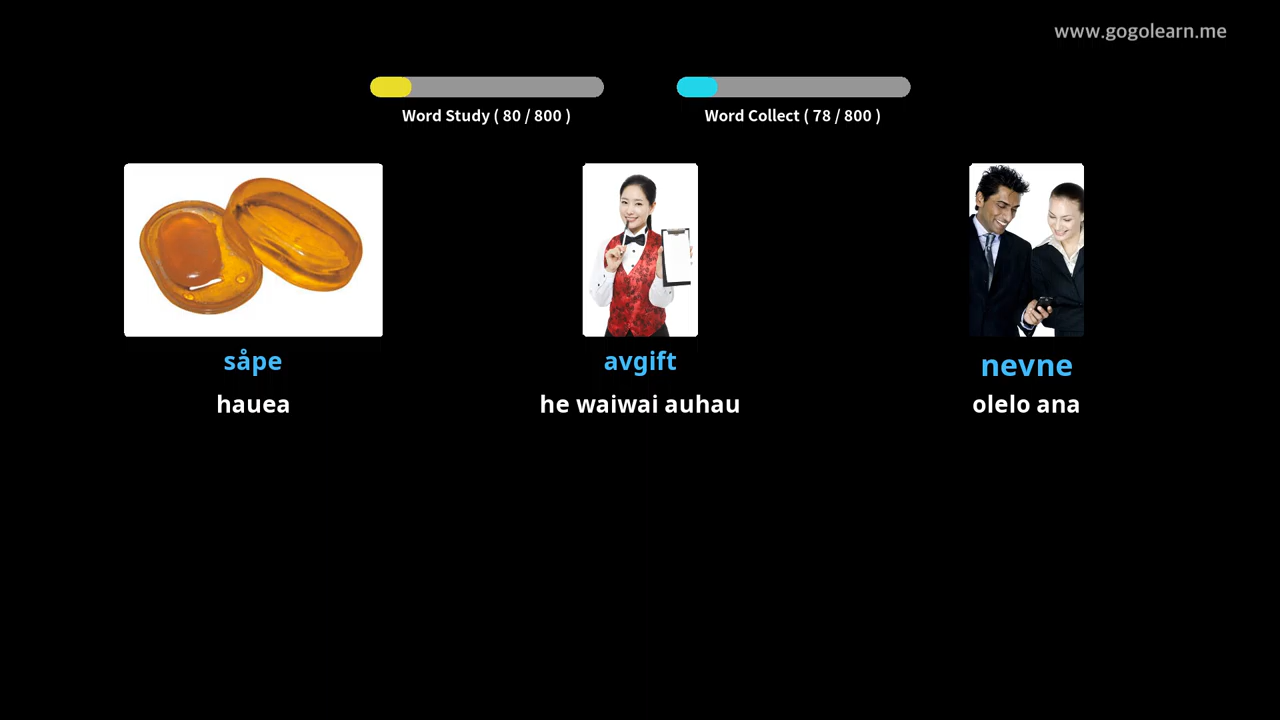 www.gogolearn.me
Word Study ( 80 / 800 )
Word Collect ( 78 / 800 )
såpe
hauea
avgift
he waiwai auhau
nevne
olelo ana